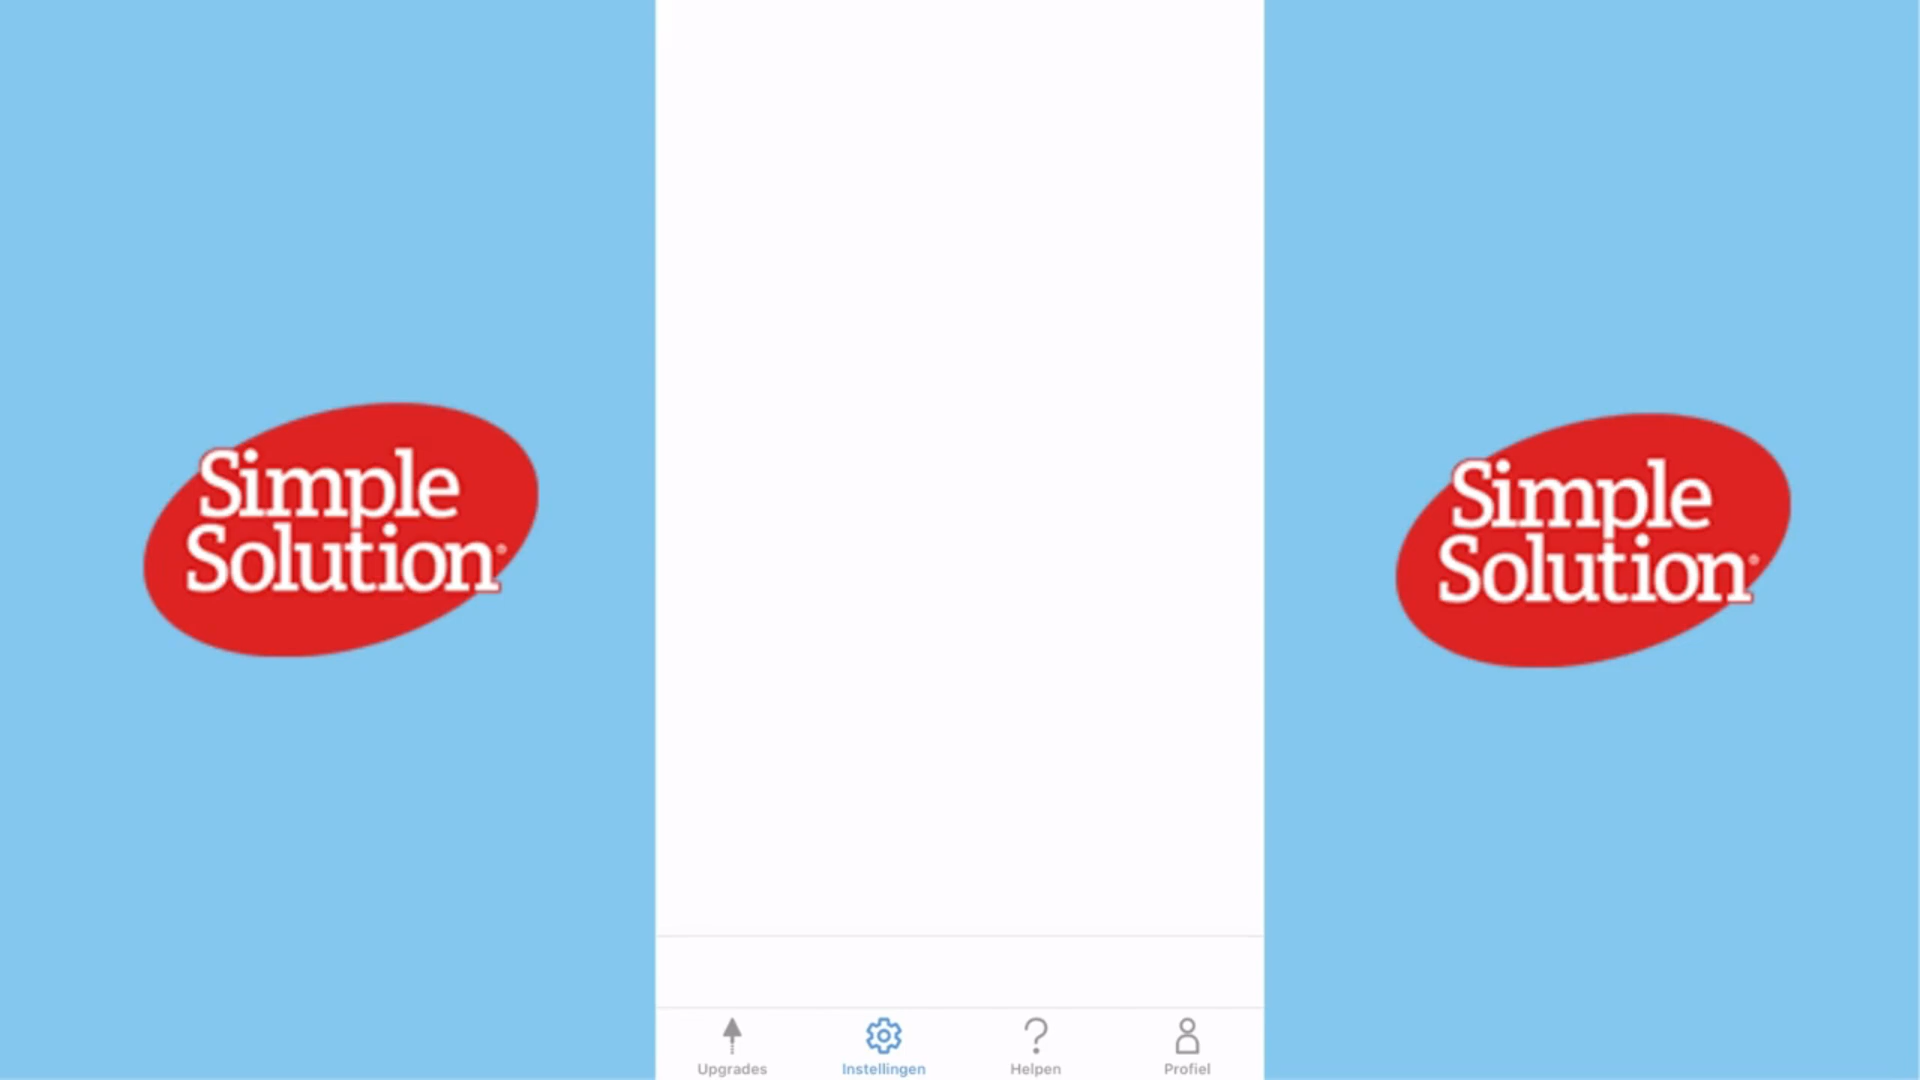 Simple
Solution
Simple
Solution
Upgrades
Instellingen
Helpen
Profiel